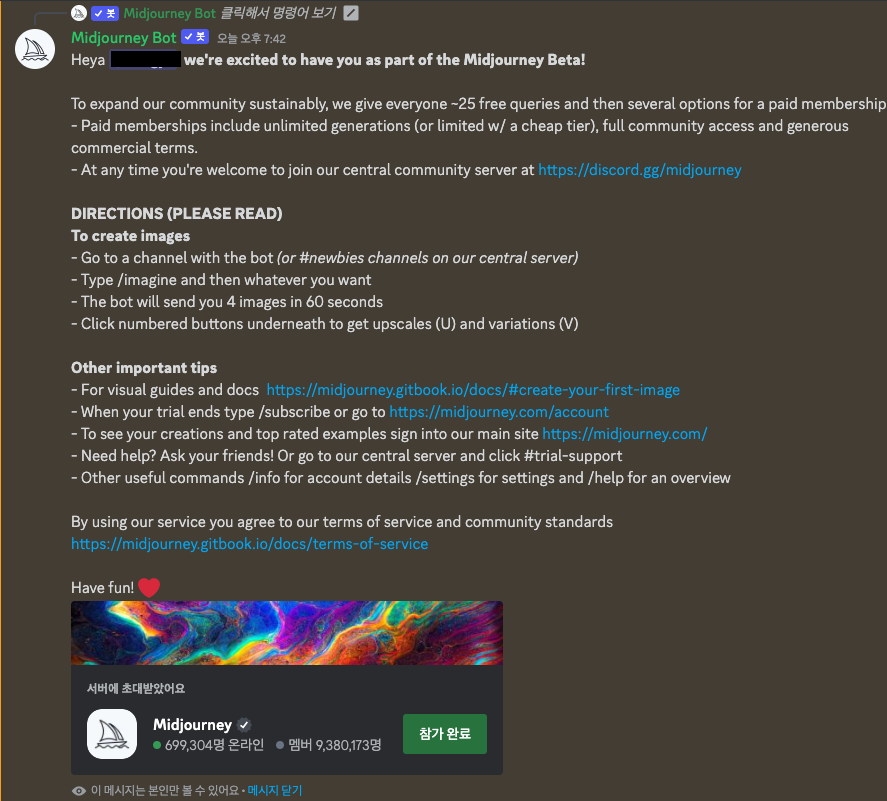 ✓ 봇 Midjourney Bot 클릭해서 명령어 보기
Midjourney Bot ✓ 봇 오늘 오후 7:42
Heya we're excited to have you as part of the Midjourney Beta!
To expand our community sustainably, we give everyone ~25 free queries and then several options for a paid membership
- Paid memberships include unlimited generations (or limited w/ a cheap tier), full community access and generous
commercial terms.
- At any time you're welcome to join our central community server at https://discord.gg/midjourney
DIRECTIONS (PLEASE READ)
To create images
- Go to a channel with the bot (or #newbies channels on our central server)
- Type /imagine and then whatever you want
- The bot will send you 4 images in 60 seconds
- Click numbered buttons underneath to get upscales (U) and variations (V)
Other important tips
- For visual guides and docs https://midjourney.gitbook.io/docs/#create-your-first-image
- When your trial ends type /subscribe or go to https://midjourney.com/account
- To see your creations and top rated examples sign into our main site https://midjourney.com/
- Need help? Ask your friends! Or go to our central server and click #trial-support
- Other useful commands /info for account details /settings for settings and /help for an overview
By using our service you agree to our terms of service and community standards
https://midjourney.gitbook.io/docs/terms-of-service
Have fun! ❤️
서버에 초대받았어요
Midjourney ✓
699,304명 온라인 멤버 9,380,173명
참가 완료
이 메시지는 본인만 볼 수 있어요 • 메시지 닫기